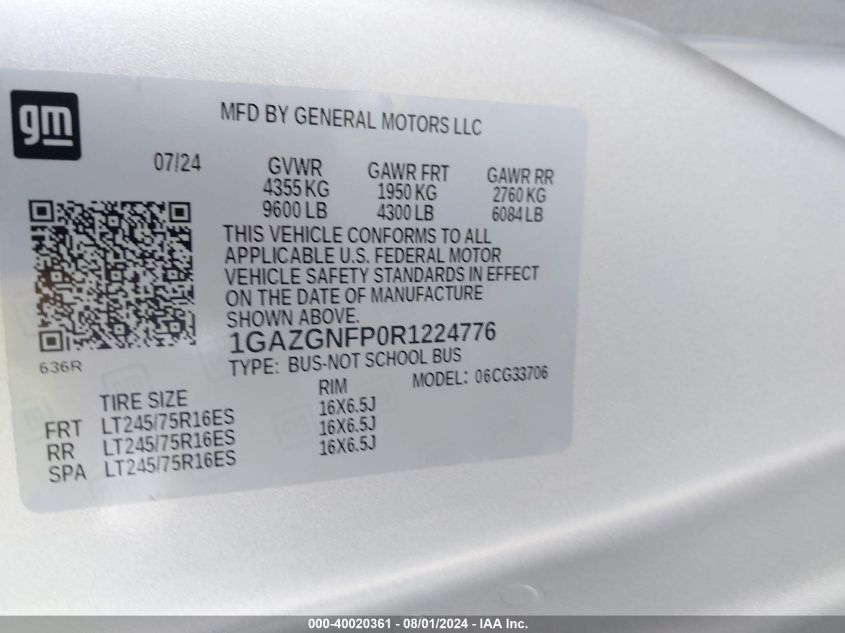 gm
MFD BY GENERAL MOTORS LLC
07/24
GVWR
4355 KG
9600 LB
GAWR FRT
1950 KG
4300 LB
GAWR RR
2760 KG
6084 LB
THIS VEHICLE CONFORMS TO ALL
APPLICABLE U.S. FEDERAL MOTOR
VEHICLE SAFETY STANDARDS IN EFFECT
ON THE DATE OF MANUFACTURE
SHOWN ABOVE.
1GAZGNFP0R1224776
TYPE: BUS-NOT SCHOOL BUS
636R
MODEL: 06CG33706
TIRE SIZE RIM
FRT LT245/75R16ES 16X6.5J
RR LT245/75R16ES 16X6.5J
SPA LT245/75R16ES 16X6.5J
000-40020361 - 08/01/2024 - IAA Inc.